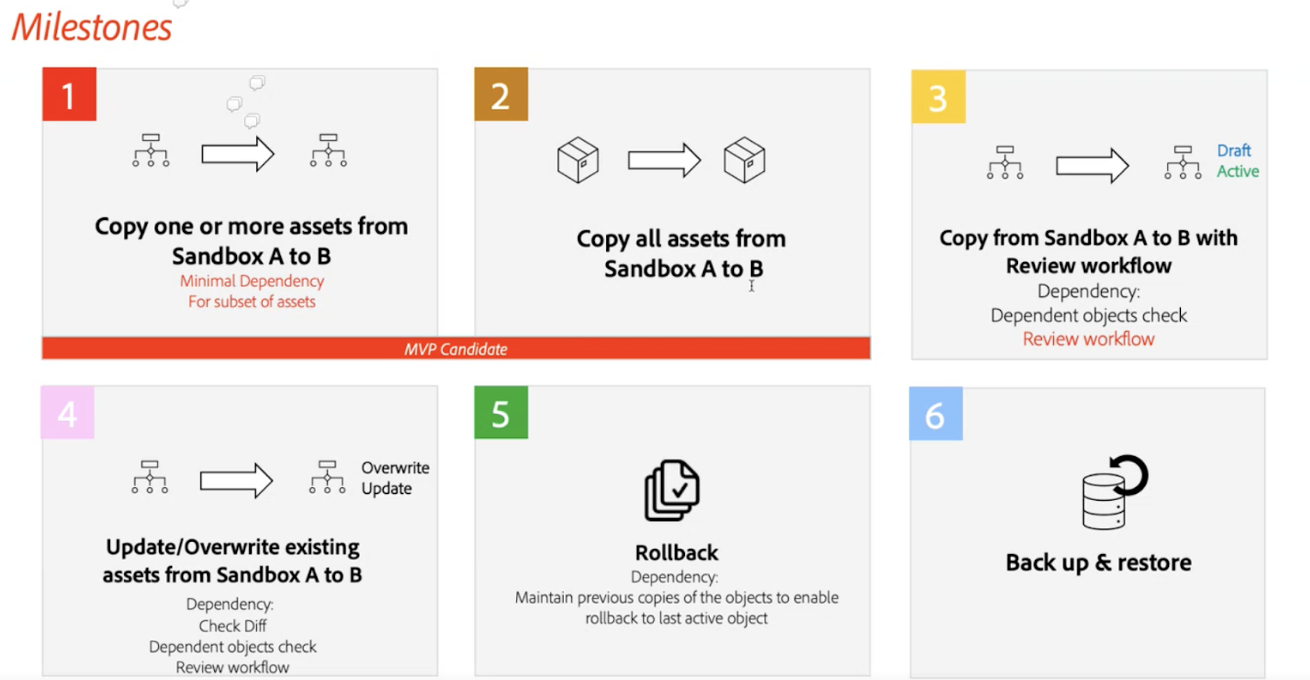 Milestones
1
Copy one or more assets from
Sandbox A to B
Minimal Dependency
For subset of assets
2
Copy all assets from
Sandbox A to B
MVP Candidate
3
Draft
Active
Copy from Sandbox A to B with
Review workflow
Dependency:
Dependent objects check
Review workflow
4
Overwrite
Update
Update/Overwrite existing
assets from Sandbox A to B
Dependency:
Check Diff
Dependent objects check
Review workflow
5
Rollback
Dependency:
Maintain previous copies of the objects to enable
rollback to last active object
6
Back up & restore